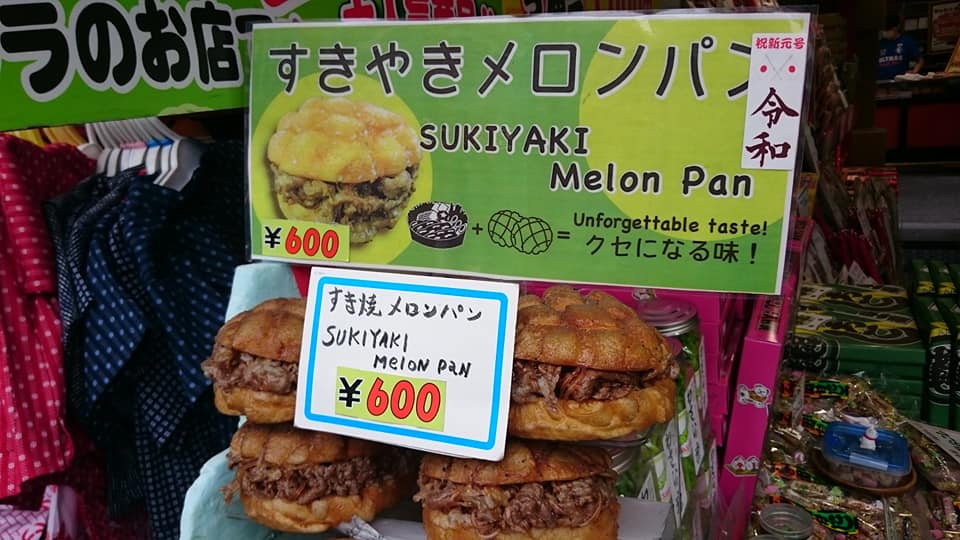 ラのお店
すきやきメロンパン
祝新元号
令和
SUKIYAKI
Melon Pan
+ =
Unforgettable taste!
クセになる味！
¥600
すき焼メロンパン
SUKIYAKI
MELON PAN
¥600